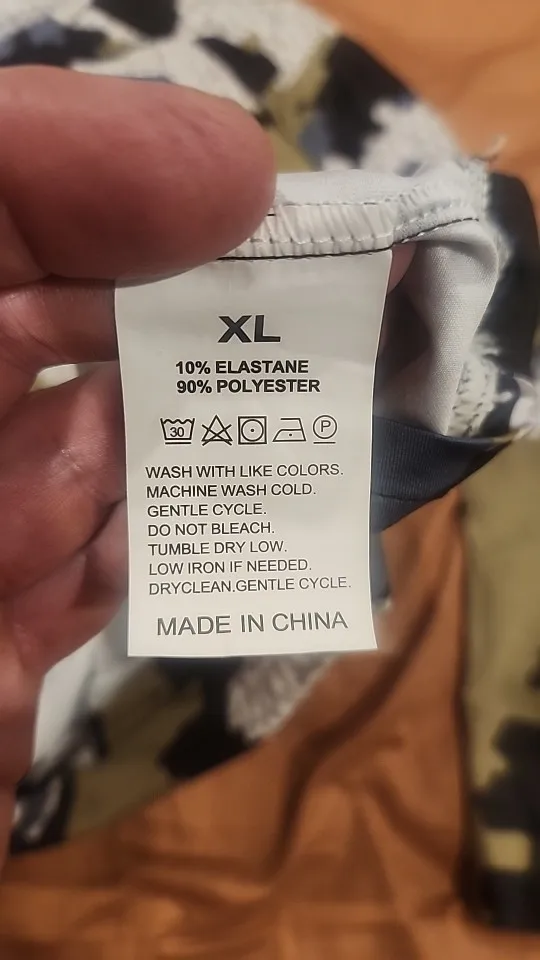 XL
10% ELASTANE
90% POLYESTER
30 P
WASH WITH LIKE COLORS.
MACHINE WASH COLD.
GENTLE CYCLE.
DO NOT BLEACH.
TUMBLE DRY LOW.
LOW IRON IF NEEDED.
DRYCLEAN.GENTLE CYCLE.
MADE IN CHINA